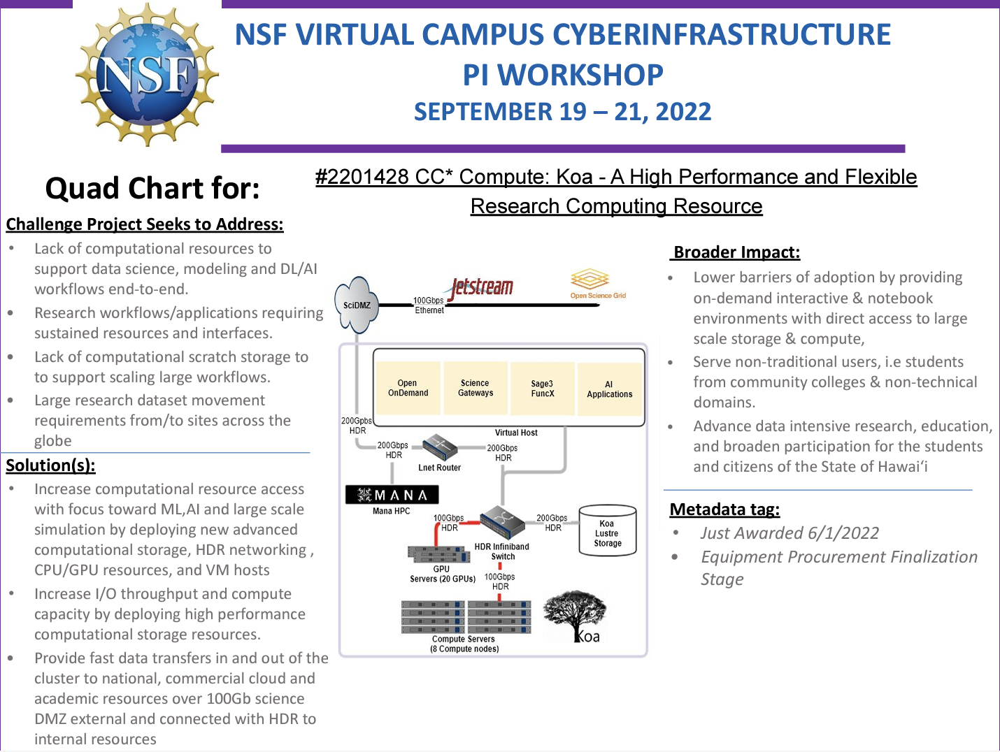 NSF
NSF VIRTUAL CAMPUS CYBERINFRASTRUCTURE
PI WORKSHOP
SEPTEMBER 19 – 21, 2022
Quad Chart for:
#2201428 CC* Compute: Koa - A High Performance and Flexible
Research Computing Resource
Challenge Project Seeks to Address:
• Lack of computational resources to
support data science, modeling and DL/AI
workflows end-to-end.
• Research workflows/applications requiring
sustained resources and interfaces.
• Lack of computational scratch storage to
to support scaling large workflows.
• Large research dataset movement
requirements from/to sites across the
globe
Solution(s):
• Increase computational resource access
with focus toward ML,AI and large scale
simulation by deploying new advanced
computational storage, HDR networking ,
CPU/GPU resources, and VM hosts
• Increase I/O throughput and compute
capacity by deploying high performance
computational storage resources.
• Provide fast data transfers in and out of the
cluster to national, commercial cloud and
academic resources over 100Gb science
DMZ external and connected with HDR to
internal resources
SciDMZ
100Gbps
Ethernet
Jetstream
Open Science Grid
Open
OnDemand
Science
Gateways
Sage3
FuncX
AI
Applications
Virtual Host
200Gpbs
HDR
200Gbps
HDR
Lnet Router
200Gbps
HDR
MANA
Mana HPC
100Gbps
HDR
HDR Infiniband
Switch
200Gbps
HDR
Koa
Lustre
Storage
GPU
Servers (20 GPUs)
100Gbps
HDR
Compute Servers
(8 Compute nodes)
Koa
Broader Impact:
• Lower barriers of adoption by providing
on-demand interactive & notebook
environments with direct access to large
scale storage & compute,
• Serve non-traditional users, i.e students
from community colleges & non-technical
domains.
• Advance data intensive research, education,
and broaden participation for the students
and citizens of the State of Hawaiʻi
Metadata tag:
• Just Awarded 6/1/2022
• Equipment Procurement Finalization
Stage